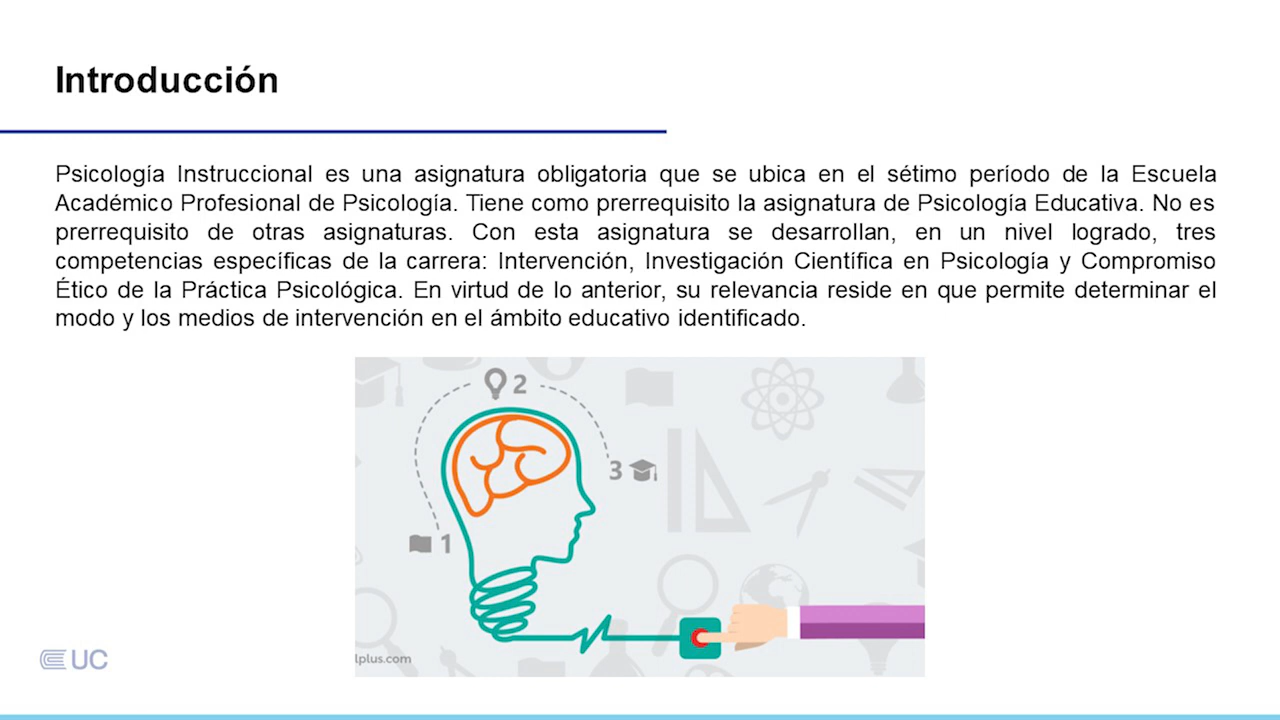 Introducción
Psicología Instruccional es una asignatura obligatoria que se ubica en el sétimo período de la Escuela
Académico Profesional de Psicología. Tiene como prerrequisito la asignatura de Psicología Educativa. No es
prerrequisito de otras asignaturas. Con esta asignatura se desarrollan, en un nivel logrado, tres
competencias específicas de la carrera: Intervención, Investigación Científica en Psicología y Compromiso
Ético de la Práctica Psicológica. En virtud de lo anterior, su relevancia reside en que permite determinar el
modo y los medios de intervención en el ámbito educativo identificado.
2
3
1
lplus.com
UC